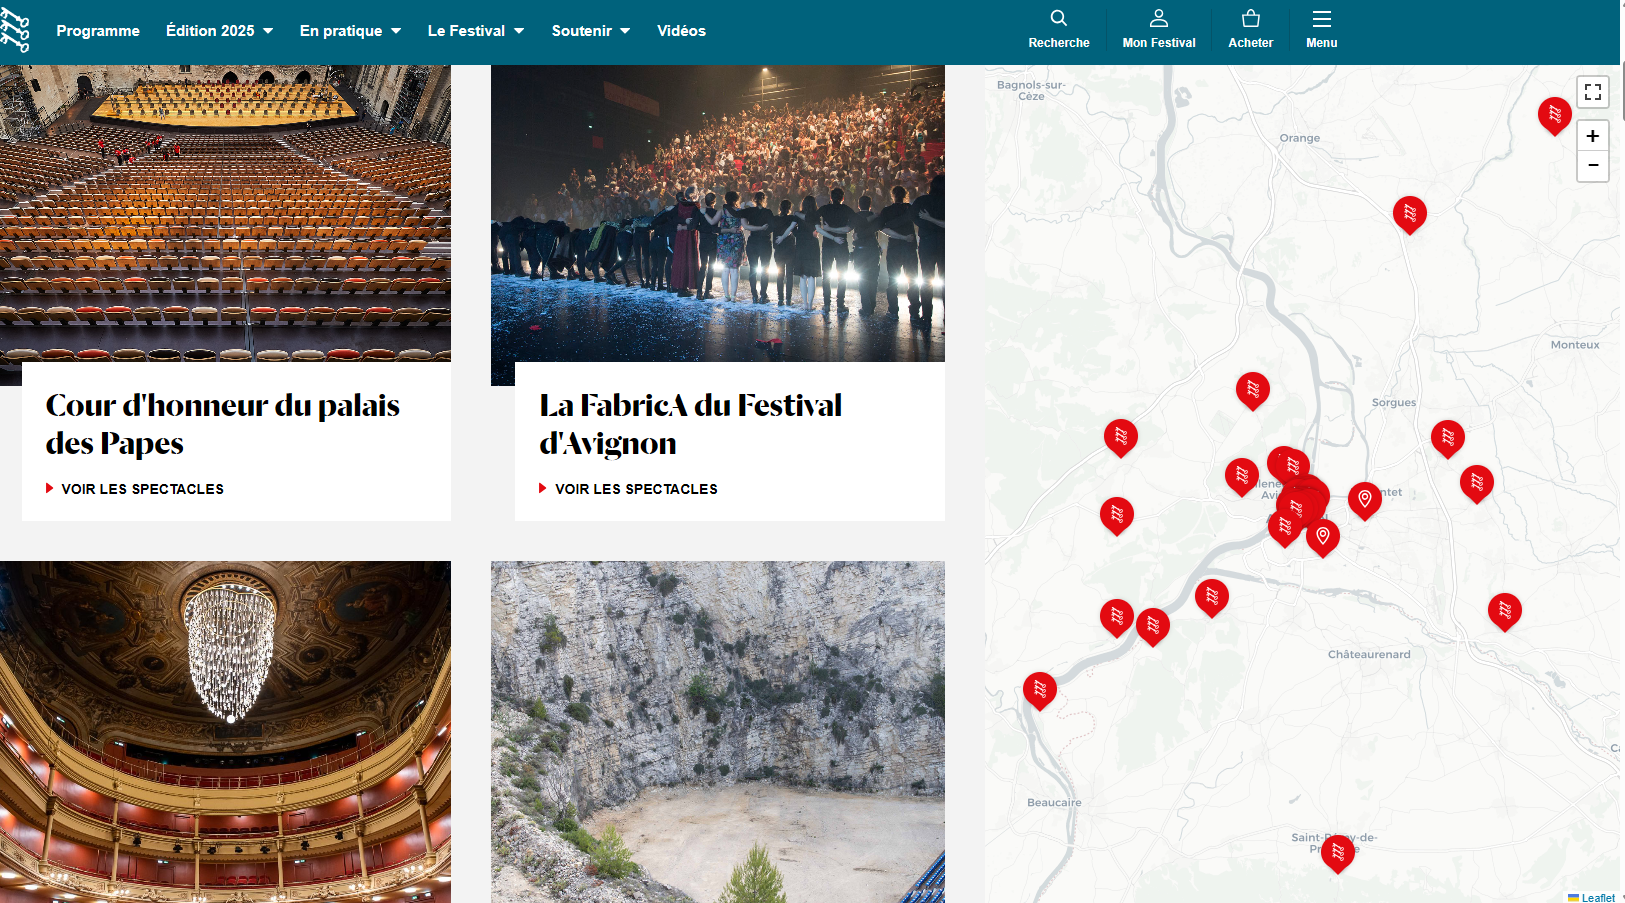 Programme
Édition 2025
En pratique
Le Festival
Soutenir
Vidéos
Recherche
Mon Festival
Acheter
Menu
Cour d'honneur du palais
des Papes
VOIR LES SPECTACLES
La FabricA du Festival
d'Avignon
VOIR LES SPECTACLES
Bagnols-sur-
Cèze
Orange
+
−
Monteux
Sorgues
Châteaurenard
Beaucaire
Leaflet